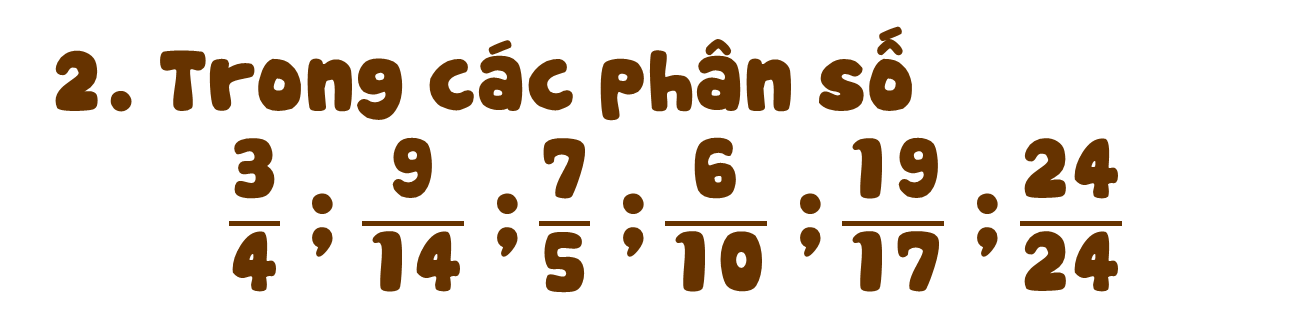 2. Trong các phân số
3/4 ; 9/14 ; 7/5 ; 6/10 ; 19/17 ; 24/24